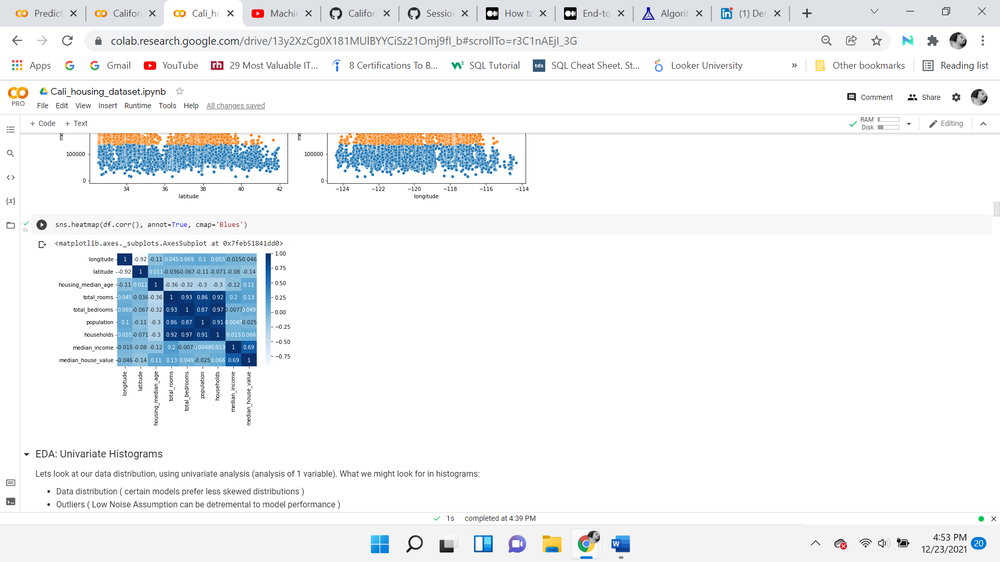 Predict
Califor
Cali_ho
Machin
Califor
Session
How to
End-to
Algorit
(1) Der
colab.research.google.com/drive/13y2XzCg0X181MUlBYYCiSz21Omj9fI_b#scrollTo=r3C1nAEjI_3G
Apps
Gmail
YouTube
rh 29 Most Valuable IT...
8 Certifications To B...
SQL Tutorial
tds SQL Cheat Sheet. St...
Looker University
»
Other bookmarks
Reading list
Cali_housing_dataset.ipynb
PRO
File Edit View Insert Runtime Tools Help All changes saved
Comment
Share
+ Code + Text
RAM
Disk
Editing
me
100000
0
34 36 38 40 42
latitude
me
100000
0
−124 −122 −120 −118 −116 −114
longitude
0s
sns.heatmap(df.corr(), annot=True, cmap='Blues')
<matplotlib.axes._subplots.AxesSubplot at 0x7feb51841dd0>
longitude 1 -0.92 -0.11 0.045 0.069 0.1 0.055 -0.015 -0.046
latitude -0.92 1 0.011 -0.036 -0.067 -0.11 -0.071 -0.08 -0.14
housing_median_age -0.11 0.011 1 -0.36 -0.32 -0.3 -0.3 -0.12 0.11
total_rooms 0.045 -0.036 -0.36 1 0.93 0.86 0.92 0.2 0.13
total_bedrooms 0.069 -0.067 -0.32 0.93 1 0.87 0.97 -0.0077 0.049
population 0.1 -0.11 -0.3 0.86 0.87 1 0.91 0.0048 -0.025
households 0.055 -0.071 -0.3 0.92 0.97 0.91 1 0.013 0.066
median_income -0.015 -0.08 -0.12 0.2 -0.0077 0.0048 0.013 1 0.69
median_house_value -0.046 -0.14 0.11 0.13 0.049 -0.025 0.066 0.69 1
longitude
latitude
housing_median_age
total_rooms
total_bedrooms
population
households
median_income
median_house_value
1.00
0.75
0.50
0.25
0.00
−0.25
−0.50
−0.75
EDA: Univariate Histograms
Lets look at our data distribution, using univariate analysis (analysis of 1 variable). What we might look for in histograms:
• Data distribution ( certain models prefer less skewed distributions )
• Outliers ( Low Noise Assumption can be detremental to model performance )
1s completed at 4:39 PM
4:53 PM
12/23/2021
20